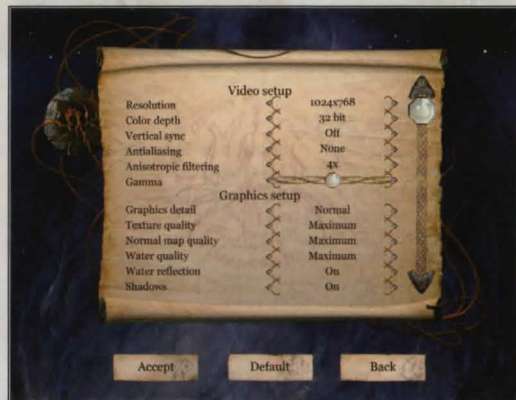 Video setup
Resolution 1024x768
Color depth 32 bit
Vertical sync Off
Antialiasing None
Anisotropic filtering 4x
Gamma
Graphics setup
Graphics detail Normal
Texture quality Maximum
Normal map quality Maximum
Water quality Maximum
Water reflection On
Shadows On
Accept Default Back